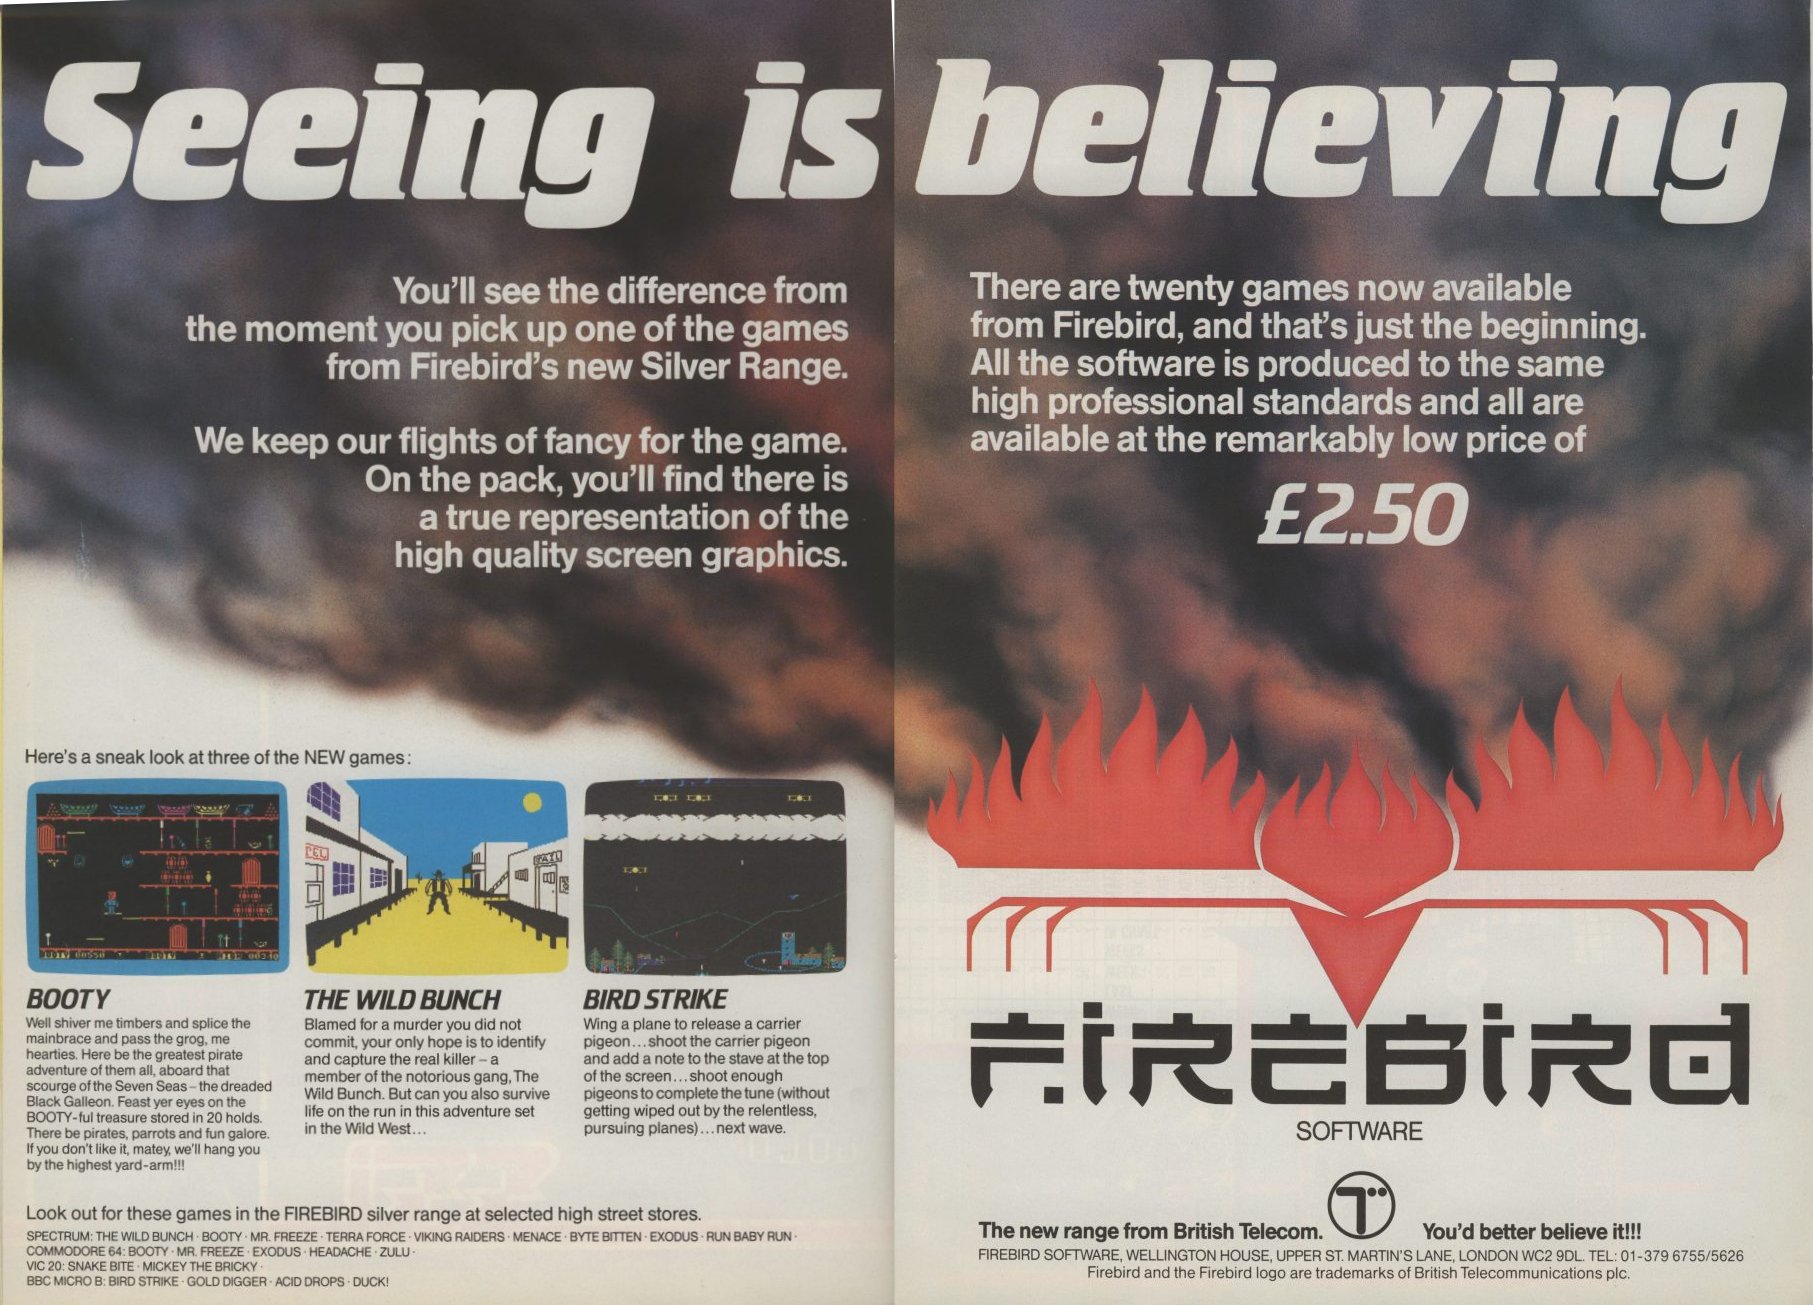 Seeing is believing
You'll see the difference from
the moment you pick up one of the games
from Firebird's new Silver Range.
We keep our flights of fancy for the game.
On the pack, you'll find there is
a true representation of the
high quality screen graphics.
There are twenty games now available
from Firebird, and that's just the beginning.
All the software is produced to the same
high professional standards and all are
available at the remarkably low price of
£2.50
Here's a sneak look at three of the NEW games:
BOOTY 00550 BOOTY HIGH 00340
BOOTY
Well shiver me timbers and splice the
mainbrace and pass the grog, me
hearties. Here be the greatest pirate
adventure of them all, aboard that
scourge of the Seven Seas – the dreaded
Black Galleon. Feast yer eyes on the
BOOTY-ful treasure stored in 20 holds.
There be pirates, parrots and fun galore.
If you don't like it, matey, we'll hang you
by the highest yard-arm!!!
THE WILD BUNCH
Blamed for a murder you did not
commit, your only hope is to identify
and capture the real killer – a
member of the notorious gang, The
Wild Bunch. But can you also survive
life on the run in this adventure set
in the Wild West...
BIRD STRIKE
Wing a plane to release a carrier
pigeon...shoot the carrier pigeon
and add a note to the stave at the top
of the screen...shoot enough
pigeons to complete the tune (without
getting wiped out by the relentless,
pursuing planes)...next wave.
Look out for these games in the FIREBIRD silver range at selected high street stores.
SPECTRUM: THE WILD BUNCH · BOOTY · MR. FREEZE · TERRA FORCE · VIKING RAIDERS · MENACE · BYTE BITTEN · EXODUS · RUN BABY RUN ·
COMMODORE 64: BOOTY · MR. FREEZE · EXODUS · HEADACHE · ZULU ·
VIC 20: SNAKE BITE · MICKEY THE BRICKY ·
BBC MICRO B: BIRD STRIKE · GOLD DIGGER · ACID DROPS · DUCK!
FIREBIRD
SOFTWARE
The new range from British Telecom. T You'd better believe it!!!
FIREBIRD SOFTWARE, WELLINGTON HOUSE, UPPER ST. MARTIN'S LANE, LONDON WC2 9DL. TEL: 01-379 6755/5626
Firebird and the Firebird logo are trademarks of British Telecommunications plc.